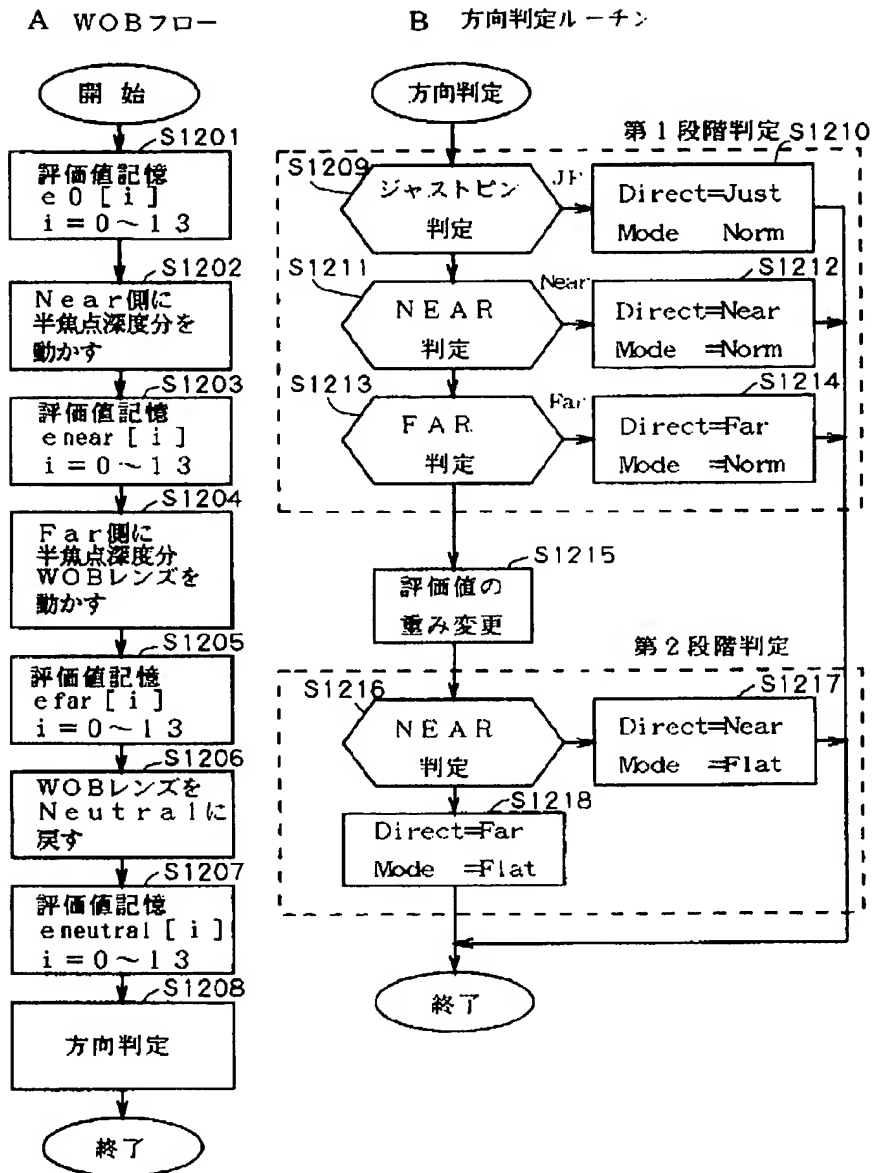 A WOBフロー
開 始
S1201
評価値記憶
e0[i]
i=0~13
S1202
Near側に
半焦点深度分を
動かす
S1203
評価値記憶
enear[i]
i=0~13
S1204
Far側に
半焦点深度分
WOBレンズを
動かす
S1205
評価値記憶
efar[i]
i=0~13
S1206
WOBレンズを
Neutralに
戻す
S1207
評価値記憶
eneutral[i]
i=0~13
S1208
方向判定
終了
B 方向判定ルーチン
方向判定
第1段階判定
S1209
ジャストピン
判定
S1210
Direct=Just
Mode Norm
S1211
NEAR
判定
Near
S1212
Direct=Near
Mode =Norm
S1213
FAR
判定
Far
S1214
Direct=Far
Mode =Norm
S1215
評価値の
重み変更
第2段階判定
S1216
NEAR
判定
S1217
Direct=Near
Mode =Flat
S1218
Direct=Far
Mode =Flat
終了